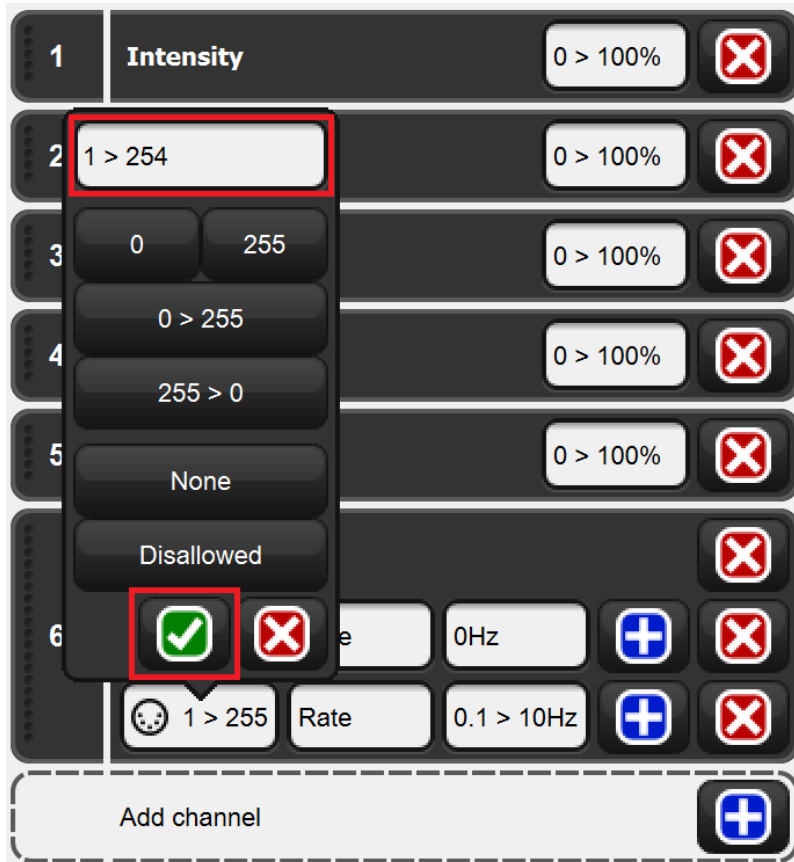 1 Intensity 0 > 100%
2 0 > 100%
1 > 254
3 0 > 100%
0 255
0 > 255
4 0 > 100%
255 > 0
5 0 > 100%
None
Disallowed
6 e 0Hz
1 > 255 Rate 0.1 > 10Hz
Add channel